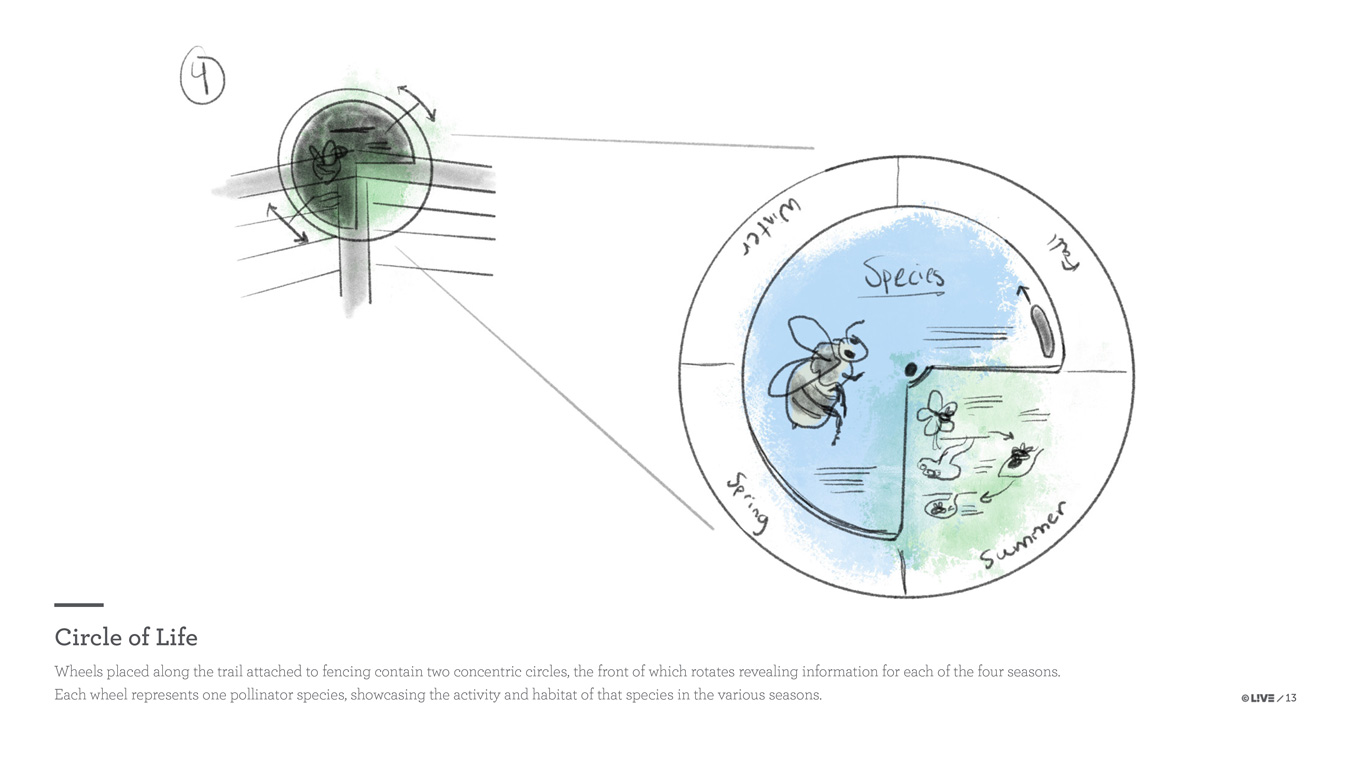 4
Winter
Fall
Species
Spring
Summer
Circle of Life
Wheels placed along the trail attached to fencing contain two concentric circles, the front of which rotates revealing information for each of the four seasons.
Each wheel represents one pollinator species, showcasing the activity and habitat of that species in the various seasons.
© L!VE / 13